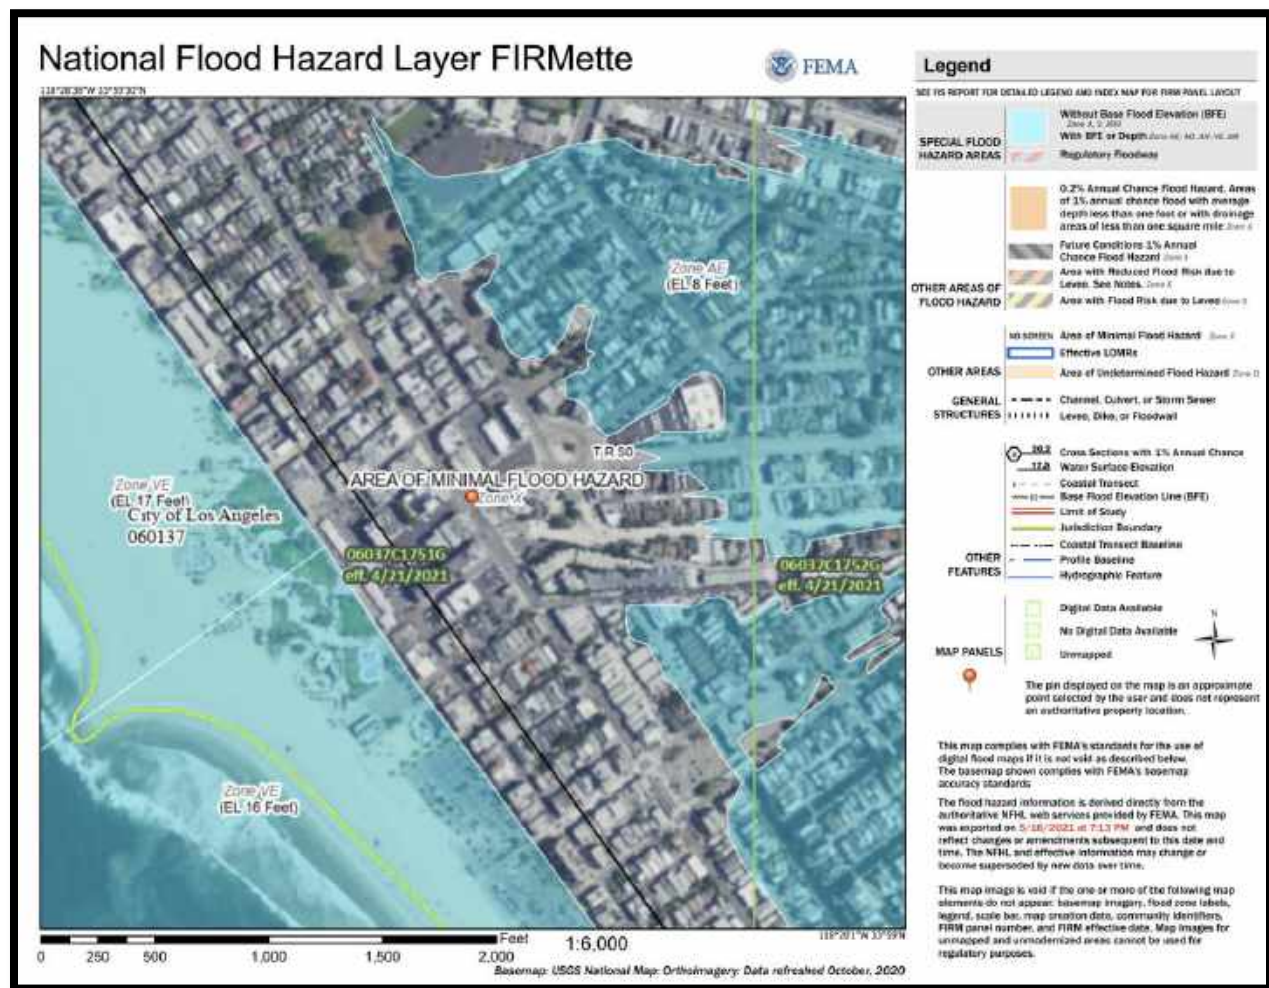 National Flood Hazard Layer FIRMette
FEMA
Legend
SEE FIS REPORT FOR DETAILED LEGEND AND INDEX MAP FOR FIRM PANEL LAYOUT
SPECIAL FLOOD
HAZARD AREAS
Without Base Flood Elevation (BFE)
With BFE or Depth
Regulatory Floodway
0.2% Annual Chance Flood Hazard, Areas
of 1% annual chance flood with average
depth less than one foot or with drainage
areas of less than one square mile
Future Conditions 1% Annual
Chance Flood Hazard
Area with Reduced Flood Risk due to
Levee. See Notes.
Area with Flood Risk due to Levee
OTHER AREAS OF
FLOOD HAZARD
NO SCREEN Area of Minimal Flood Hazard
Effective LOMRs
Area of Undetermined Flood Hazard
OTHER AREAS
GENERAL
STRUCTURES
Channel, Culvert, or Storm Sewer
Levee, Dike, or Floodwall
Cross Sections with 1% Annual Chance
Water Surface Elevation
Coastal Transect
Base Flood Elevation Line (BFE)
Limit of Study
Jurisdiction Boundary
Coastal Transect Baseline
Profile Baseline
Hydrographic Feature
OTHER
FEATURES
Digital Data Available
No Digital Data Available
Unmapped
MAP PANELS
N
The pin displayed on the map is an approximate
point selected by the user and does not represent
an authoritative property location.
This map complies with FEMA's standards for the use of
digital flood maps if it is not void as described below.
The basemap shown complies with FEMA's basemap
accuracy standards
The flood hazard information is derived directly from the
authoritative NFHL web services provided by FEMA. This map
was exported on 5/16/2021 at 7:13 PM and does not
reflect changes or amendments subsequent to this date and
time. The NFHL and effective information may change or
become superseded by new data over time.
This map image is void if the one or more of the following map
elements do not appear: basemap imagery, flood zone labels,
legend, scale bar, map creation date, community identifiers,
FIRM panel number, and FIRM effective date. Map images for
unmapped and unmodernized areas cannot be used for
regulatory purposes.
Zone AE
(EL 8 Feet)
AREA OF MINIMAL FLOOD HAZARD
Zone X
Zone VE
(EL 17 Feet)
City of Los Angeles
060137
06037C1751G
eff. 4/21/2021
06037C1752G
eff. 4/21/2021
Zone VE
(EL 16 Feet)
0 250 500 1,000 1,500 2,000
Feet
1:6,000
Basemap: USGS National Map: Orthoimagery: Data refreshed October, 2020